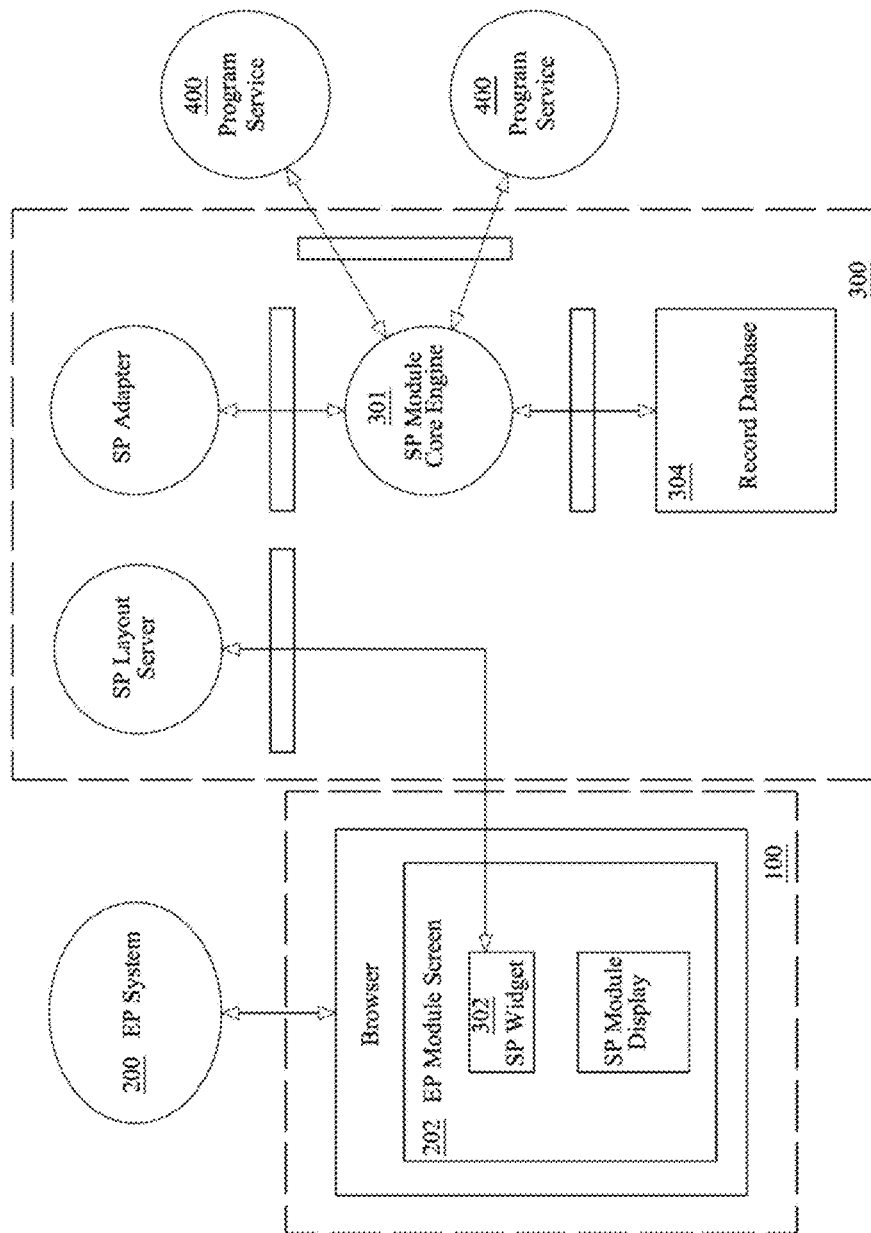 200 EP System
Browser
202 EP Module Screen
302
SP Widget
SP Module
Display
100
SP Layout
Server
SP Adapter
301
SP Module
Core Engine
304
Record Database
300
400
Program
Service
400
Program
Service